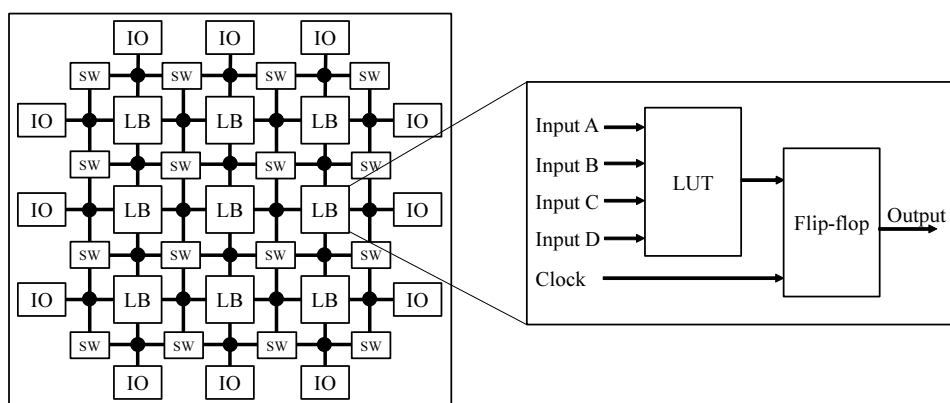 IO IO IO
SW SW SW SW
IO LB LB LB IO
SW SW SW SW
IO LB LB LB IO
SW SW SW SW
IO LB LB LB IO
SW SW SW SW
IO IO IO
Input A
Input B
Input C
Input D
Clock
LUT
Flip-flop
Output